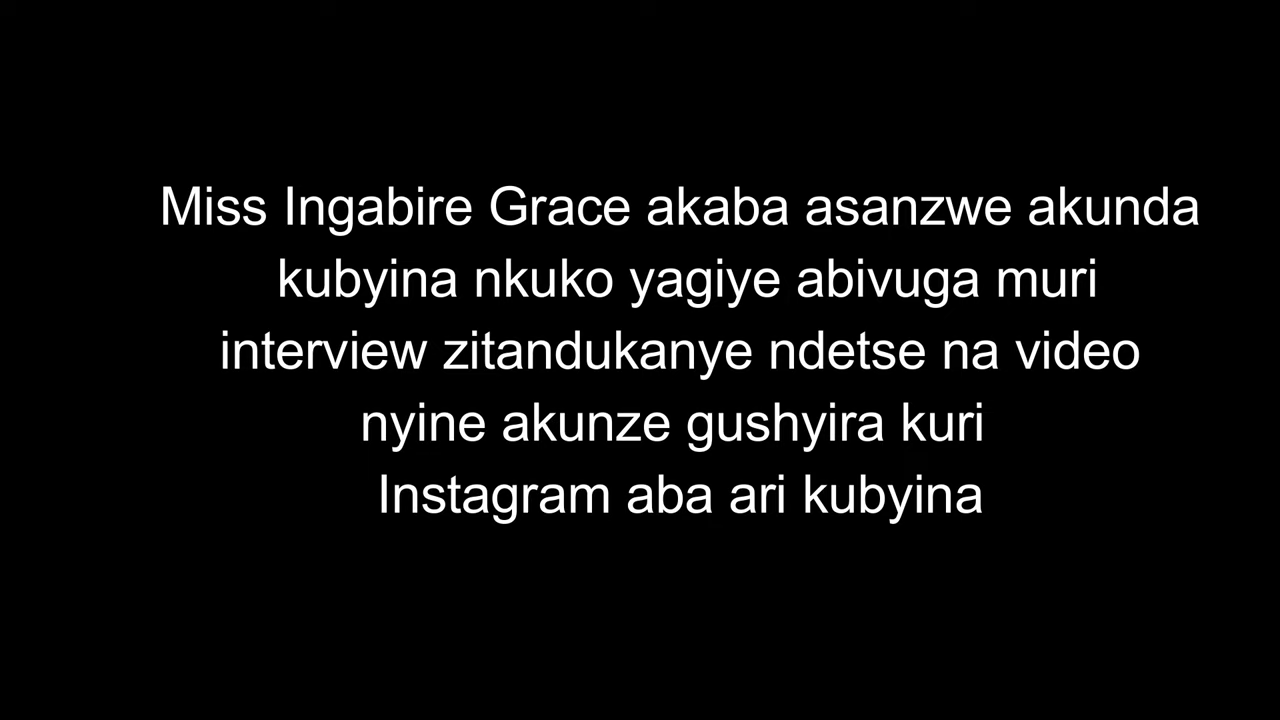 Miss Ingabire Grace akaba asanzwe akunda
kubyina nkuko yagiye abivuga muri
interview zitandukanye ndetse na video
nyine akunze gushyira kuri
Instagram aba ari kubyina